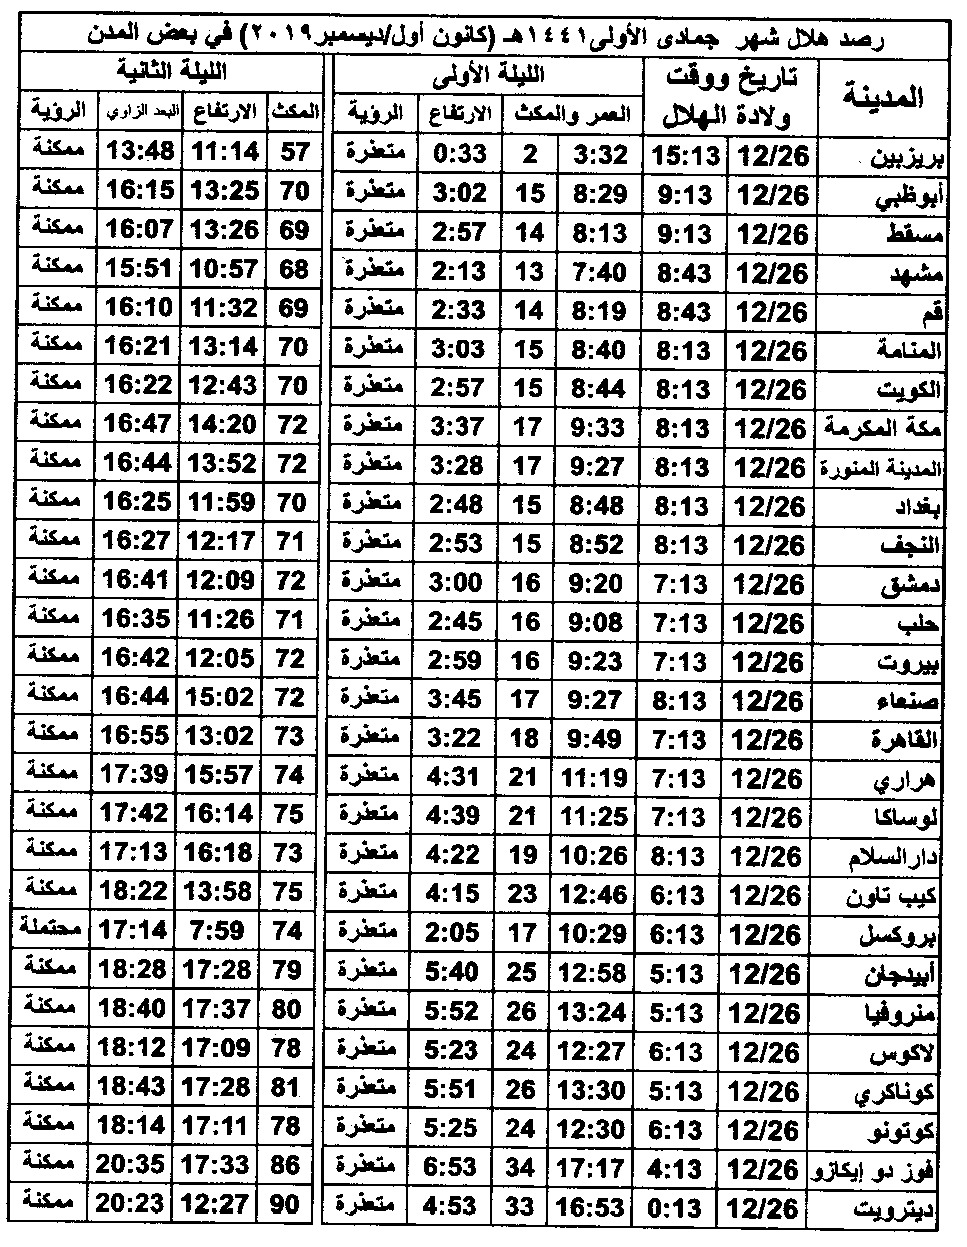 رصد هلال شهر جمادى الأولى١٤٤١هـ (كانون أول/ديسمبر٢٠١٩) في بعض المدن
المدينة تاريخ ووقت ولادة الهلال الليلة الأولى الليلة الثانية
العمر والمكث الارتفاع الرؤية المكث الارتفاع البعد الزاوي الرؤية
بريزبين 12/26 15:13 3:32 2 0:33 متعذرة 57 11:14 13:48 ممكنة
أبوظبي 12/26 9:13 8:29 15 3:02 متعذرة 70 13:25 16:15 ممكنة
مسقط 12/26 9:13 8:13 14 2:57 متعذرة 69 13:26 16:07 ممكنة
مشهد 12/26 8:43 7:40 13 2:13 متعذرة 68 10:57 15:51 ممكنة
قم 12/26 8:43 8:19 14 2:33 متعذرة 69 11:32 16:10 ممكنة
المنامة 12/26 8:13 8:40 15 3:03 متعذرة 70 13:14 16:21 ممكنة
الكويت 12/26 8:13 8:44 15 2:57 متعذرة 70 12:43 16:22 ممكنة
مكة المكرمة 12/26 8:13 9:33 17 3:37 متعذرة 72 14:20 16:47 ممكنة
المدينة المنورة 12/26 8:13 9:27 17 3:28 متعذرة 72 13:52 16:44 ممكنة
بغداد 12/26 8:13 8:48 15 2:48 متعذرة 70 11:59 16:25 ممكنة
النجف 12/26 8:13 8:52 15 2:53 متعذرة 71 12:17 16:27 ممكنة
دمشق 12/26 7:13 9:20 16 3:00 متعذرة 72 12:09 16:41 ممكنة
حلب 12/26 7:13 9:08 16 2:45 متعذرة 71 11:26 16:35 ممكنة
بيروت 12/26 7:13 9:23 16 2:59 متعذرة 72 12:05 16:42 ممكنة
صنعاء 12/26 8:13 9:27 17 3:45 متعذرة 72 15:02 16:44 ممكنة
القاهرة 12/26 7:13 9:49 18 3:22 متعذرة 73 13:02 16:55 ممكنة
هراري 12/26 7:13 11:19 21 4:31 متعذرة 74 15:57 17:39 ممكنة
لوساكا 12/26 7:13 11:25 21 4:39 متعذرة 75 16:14 17:42 ممكنة
دارالسلام 12/26 8:13 10:26 19 4:22 متعذرة 73 16:18 17:13 ممكنة
كيب تاون 12/26 6:13 12:46 23 4:15 متعذرة 75 13:58 18:22 ممكنة
بروكسل 12/26 6:13 10:29 17 2:05 متعذرة 74 7:59 17:14 محتملة
أبيدجان 12/26 5:13 12:58 25 5:40 متعذرة 79 17:28 18:28 ممكنة
منروفيا 12/26 5:13 13:24 26 5:52 متعذرة 80 17:37 18:40 ممكنة
لاكوس 12/26 6:13 12:27 24 5:23 متعذرة 78 17:09 18:12 ممكنة
كوناكري 12/26 5:13 13:30 26 5:51 متعذرة 81 17:28 18:43 ممكنة
كوتونو 12/26 6:13 12:30 24 5:25 متعذرة 78 17:11 18:14 ممكنة
فوز دو إيكازو 12/26 4:13 17:17 34 6:53 متعذرة 86 17:33 20:35 ممكنة
ديترويت 12/26 0:13 16:53 33 4:53 متعذرة 90 12:27 20:23 ممكنة